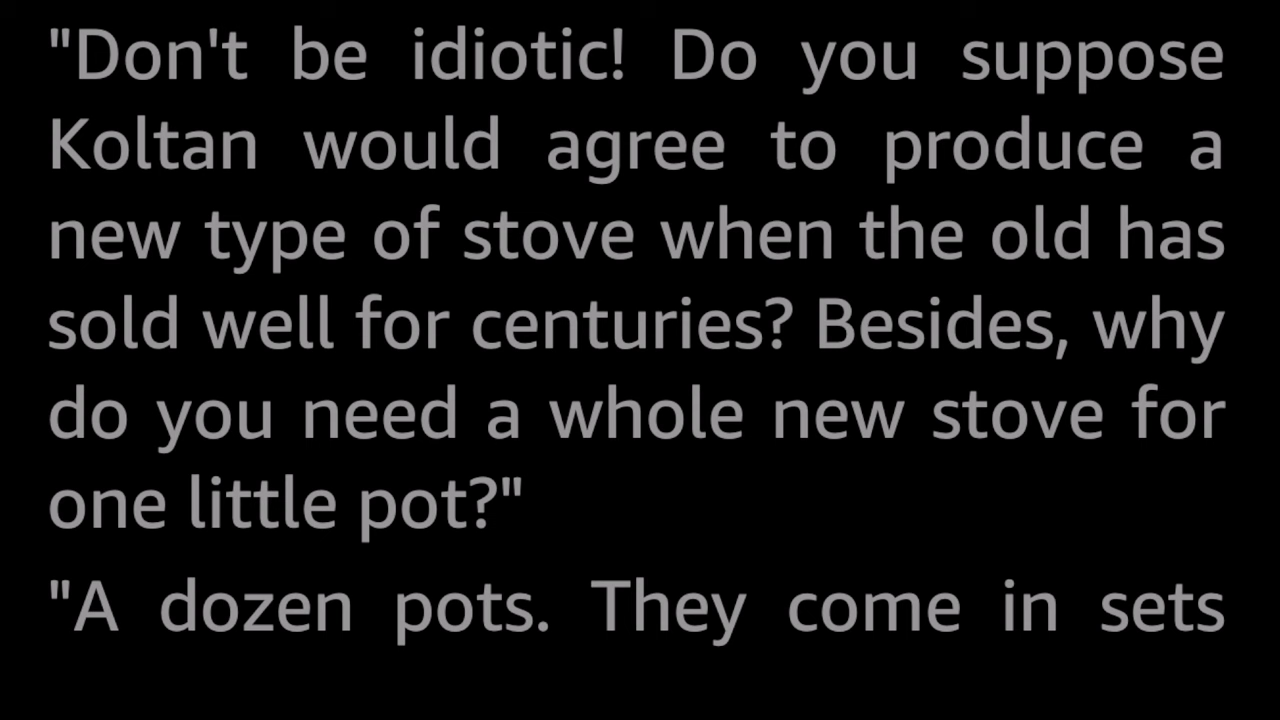 "Don't be idiotic! Do you suppose
Koltan would agree to produce a
new type of stove when the old has
sold well for centuries? Besides, why
do you need a whole new stove for
one little pot?"
"A dozen pots. They come in sets